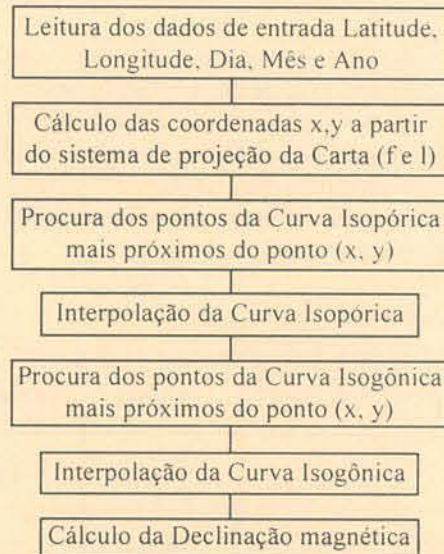 Leitura dos dados de entrada Latitude,
Longitude, Dia, Mês e Ano
Cálculo das coordenadas x,y a partir
do sistema de projeção da Carta (f e l)
Procura dos pontos da Curva Isopórica
mais próximos do ponto (x, y)
Interpolação da Curva Isopórica
Procura dos pontos da Curva Isogônica
mais próximos do ponto (x, y)
Interpolação da Curva Isogônica
Cálculo da Declinação magnética